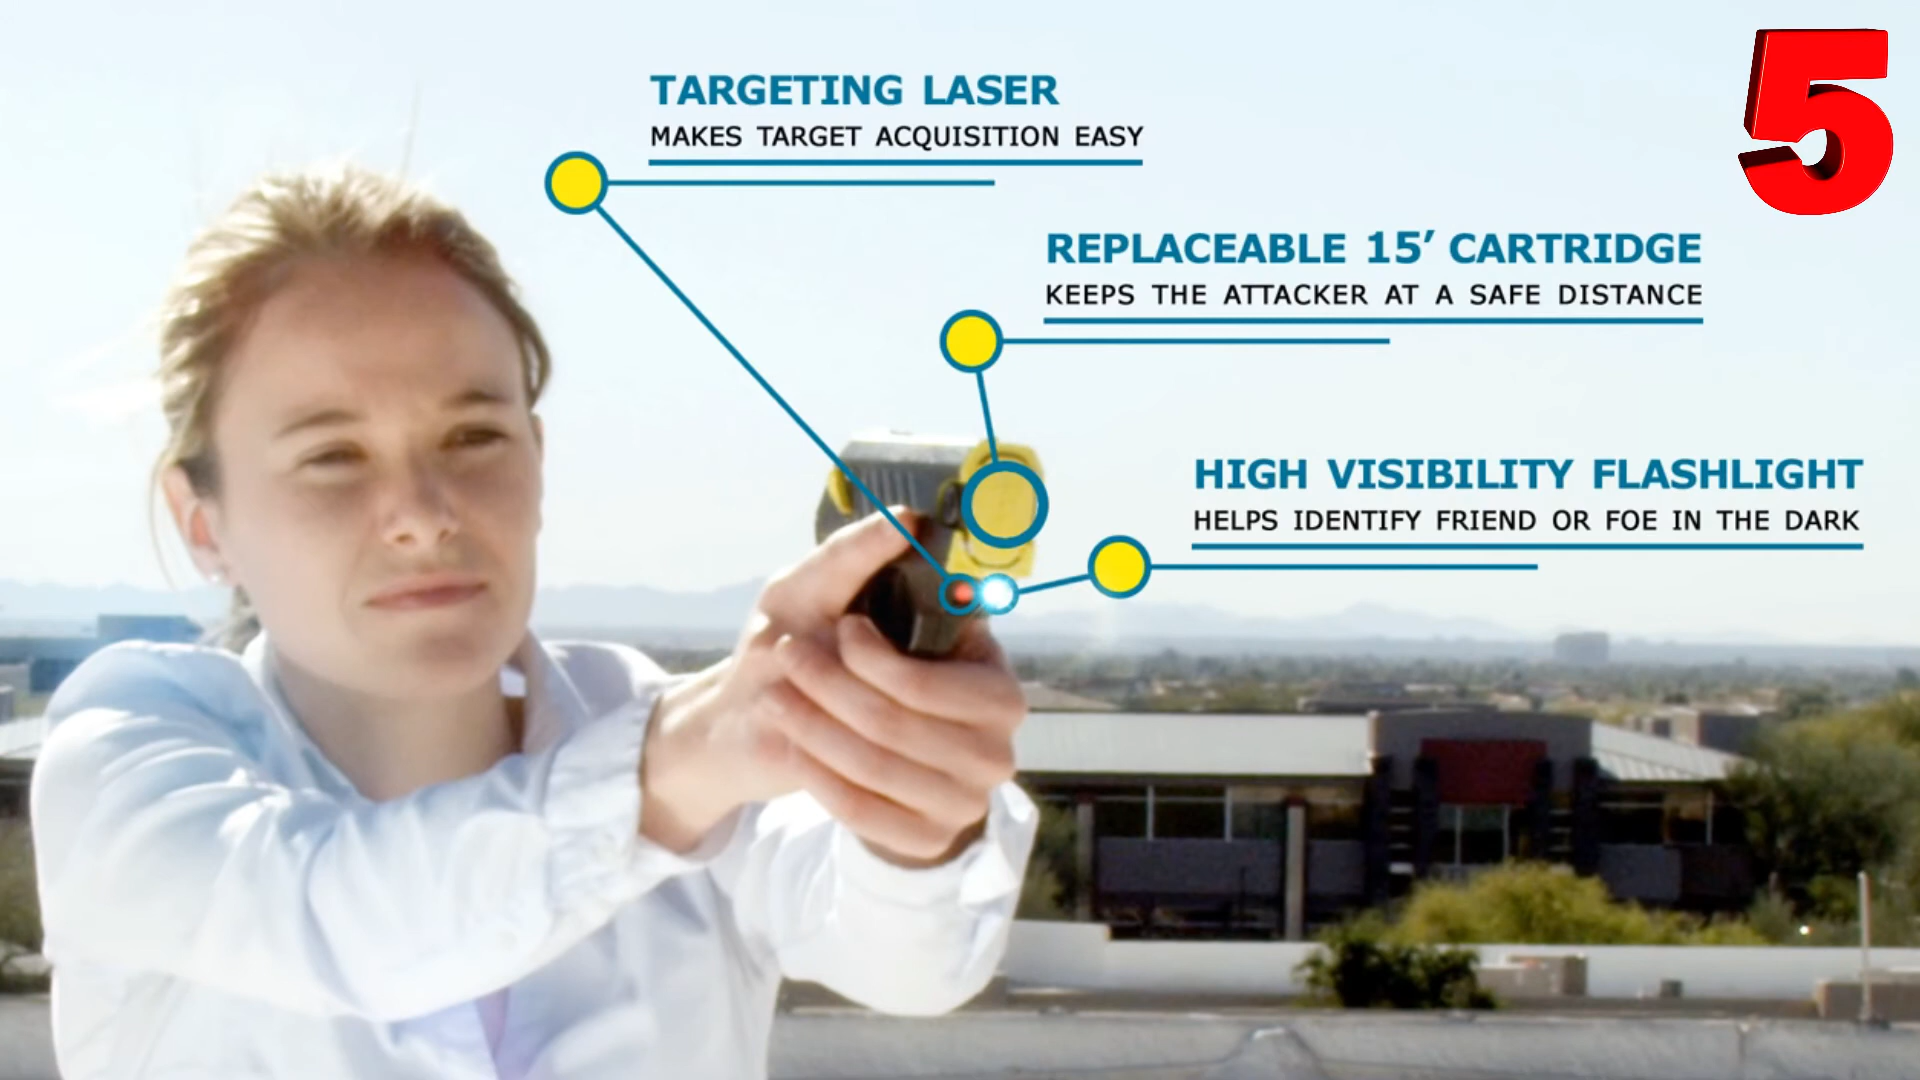 5
TARGETING LASER
MAKES TARGET ACQUISITION EASY
REPLACEABLE 15′ CARTRIDGE
KEEPS THE ATTACKER AT A SAFE DISTANCE
HIGH VISIBILITY FLASHLIGHT
HELPS IDENTIFY FRIEND OR FOE IN THE DARK